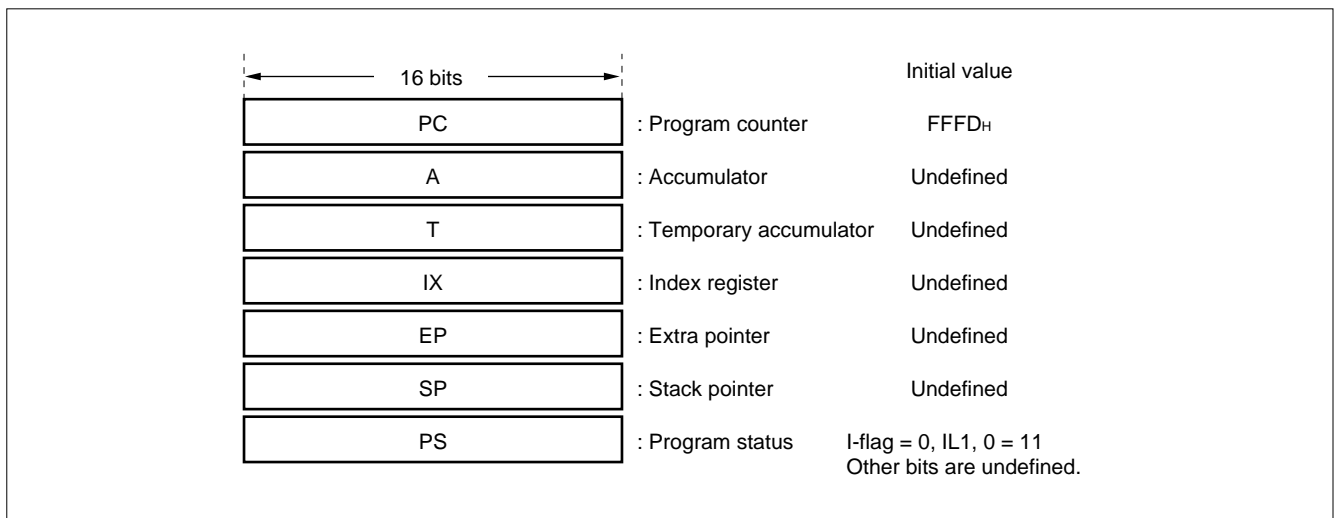 16 bits Initial value
PC : Program counter FFFDH
A : Accumulator Undefined
T : Temporary accumulator Undefined
IX : Index register Undefined
EP : Extra pointer Undefined
SP : Stack pointer Undefined
PS : Program status I-flag = 0, IL1, 0 = 11
Other bits are undefined.